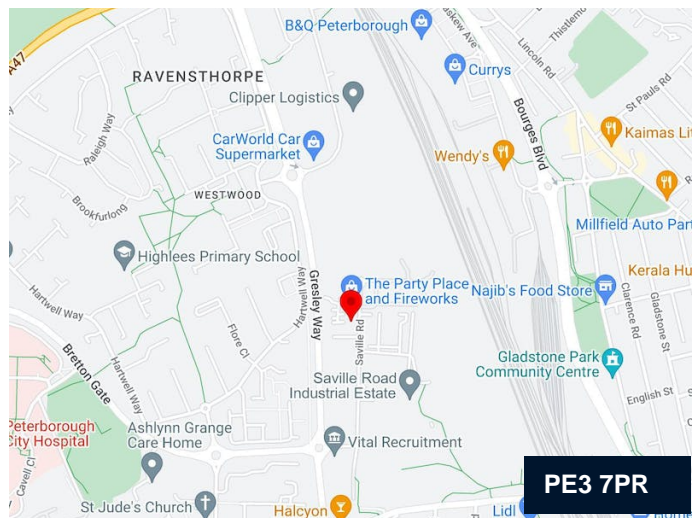 B&Q Peterborough
A47
askew Ave
Currys
Lincoln Rd
Thistlemo
RAVENSTHORPE
Clipper Logistics
St Pauls Rd
Bourges Blvd
Raleigh Way
CarWorld Car
Supermarket
Kaimas Lit
Wendy's
WESTWOOD
Brookfurlong
Millfield Auto Part
Highlees Primary School
Kerala Hu
Hartwell Way
Gresley Way
The Party Place
and Fireworks
Najib's Food Store
Clarence Rd
Gladstone St
Hartwell Way
Flore Cl
Saville Rd
Bretton Gate
Hartwell Way
Gladstone Park
Community Centre
Saville Road
Industrial Estate
English St
Peterborough
City Hospital
Ashlynn Grange
Care Home
Vital Recruitment
Cavell Cl
PE3 7PR
St Jude's Church
Halcyon
Lidl